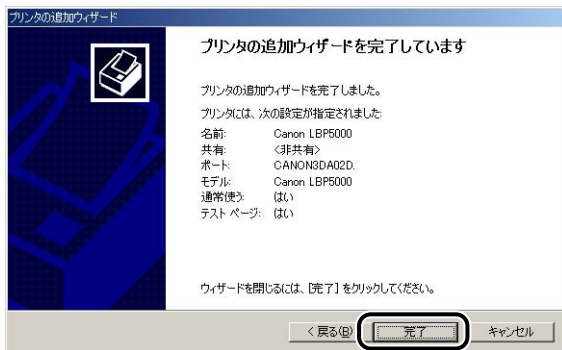 プリンタの追加ウィザード
プリンタの追加ウィザードを完了しています
プリンタの追加ウィザードを完了しました。
プリンタには、次の設定が指定されました:
名前: Canon LBP5000
共有: <非共有>
ポート: CANON3DA02D.
モデル: Canon LBP5000
通常使う: はい
テスト ページ: はい
ウィザードを閉じるには、[完了] をクリックしてください。
< 戻る(B) 完了 キャンセル